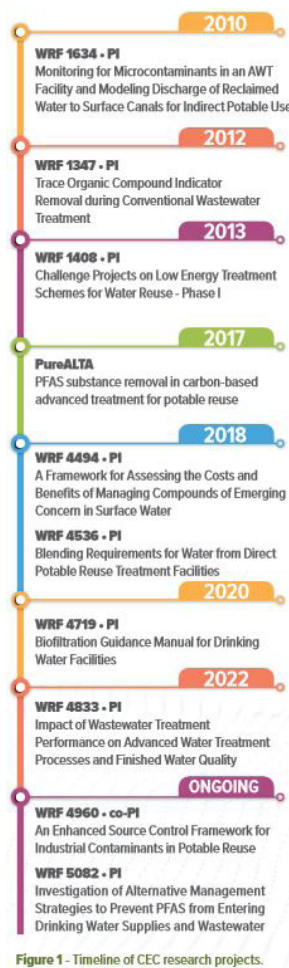 2010
WRF 1634 • PI
Monitoring for Microcontaminants in an AWT
Facility and Modeling Discharge of Reclaimed
Water to Surface Canals for Indirect Potable Use
2012
WRF 1347 • PI
Trace Organic Compound Indicator
Removal during Conventional Wastewater
Treatment
2013
WRF 1408 • PI
Challenge Projects on Low Energy Treatment
Schemes for Water Reuse - Phase I
2017
PureALTA
PFAS substance removal in carbon-based
advanced treatment for potable reuse
2018
WRF 4494 • PI
A Framework for Assessing the Costs and
Benefits of Managing Compounds of Emerging
Concern in Surface Water
WRF 4536 • PI
Blending Requirements for Water from Direct
Potable Reuse Treatment Facilities
2020
WRF 4719 • PI
Biofiltration Guidance Manual for Drinking
Water Facilities
2022
WRF 4833 • PI
Impact of Wastewater Treatment
Performance on Advanced Water Treatment
Processes and Finished Water Quality
ONGOING
WRF 4960 • co-PI
An Enhanced Source Control Framework for
Industrial Contaminants in Potable Reuse
WRF 5082 • PI
Investigation of Alternative Management
Strategies to Prevent PFAS from Entering
Drinking Water Supplies and Wastewater
Figure 1 - Timeline of CEC research projects.